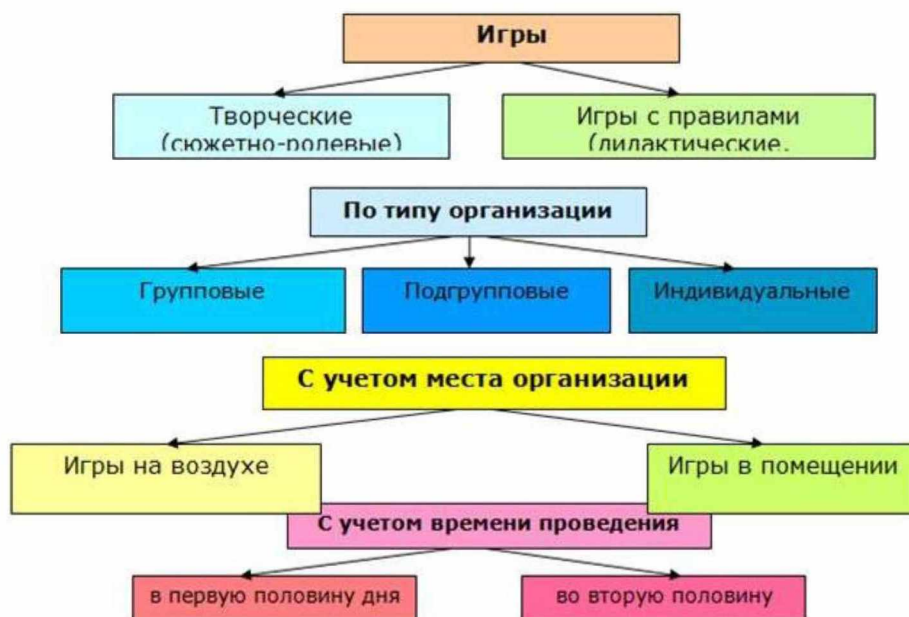 Игры
Творческие
(сюжетно-ролевые)
Игры с правилами
(дидактические.
По типу организации
Групповые
Подгрупповые
Индивидуальные
С учетом места организации
Игры на воздухе
Игры в помещении
С учетом времени проведения
в первую половину дня
во вторую половину